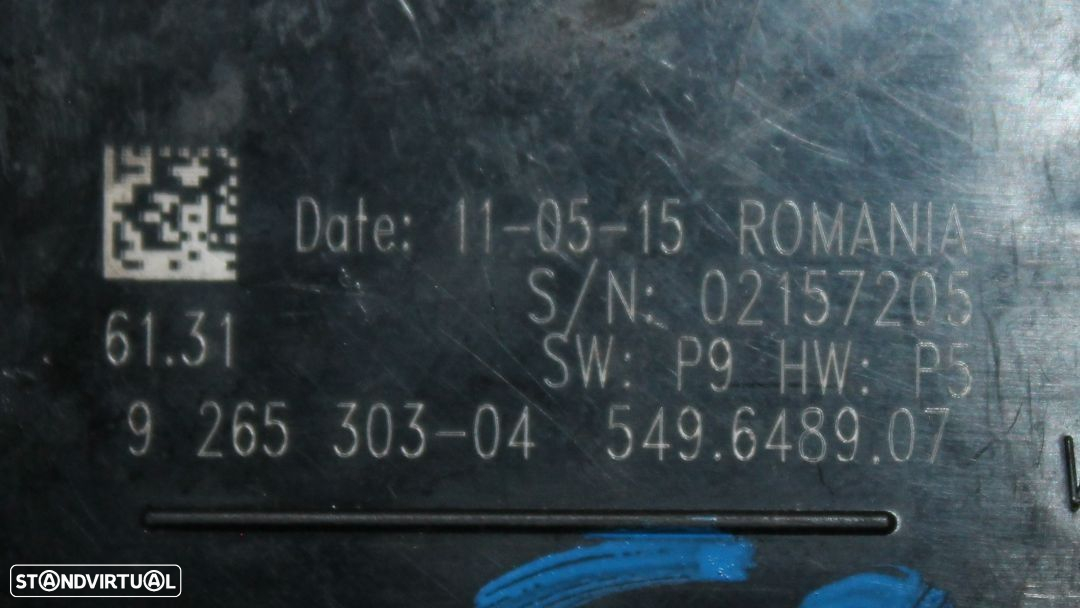 Date: 11-05-15 ROMANIA
S/N: 02157205
61.31
SW: P9 HW: P5
9 265 303-04 549.6489.07
STANDVIRTUAL